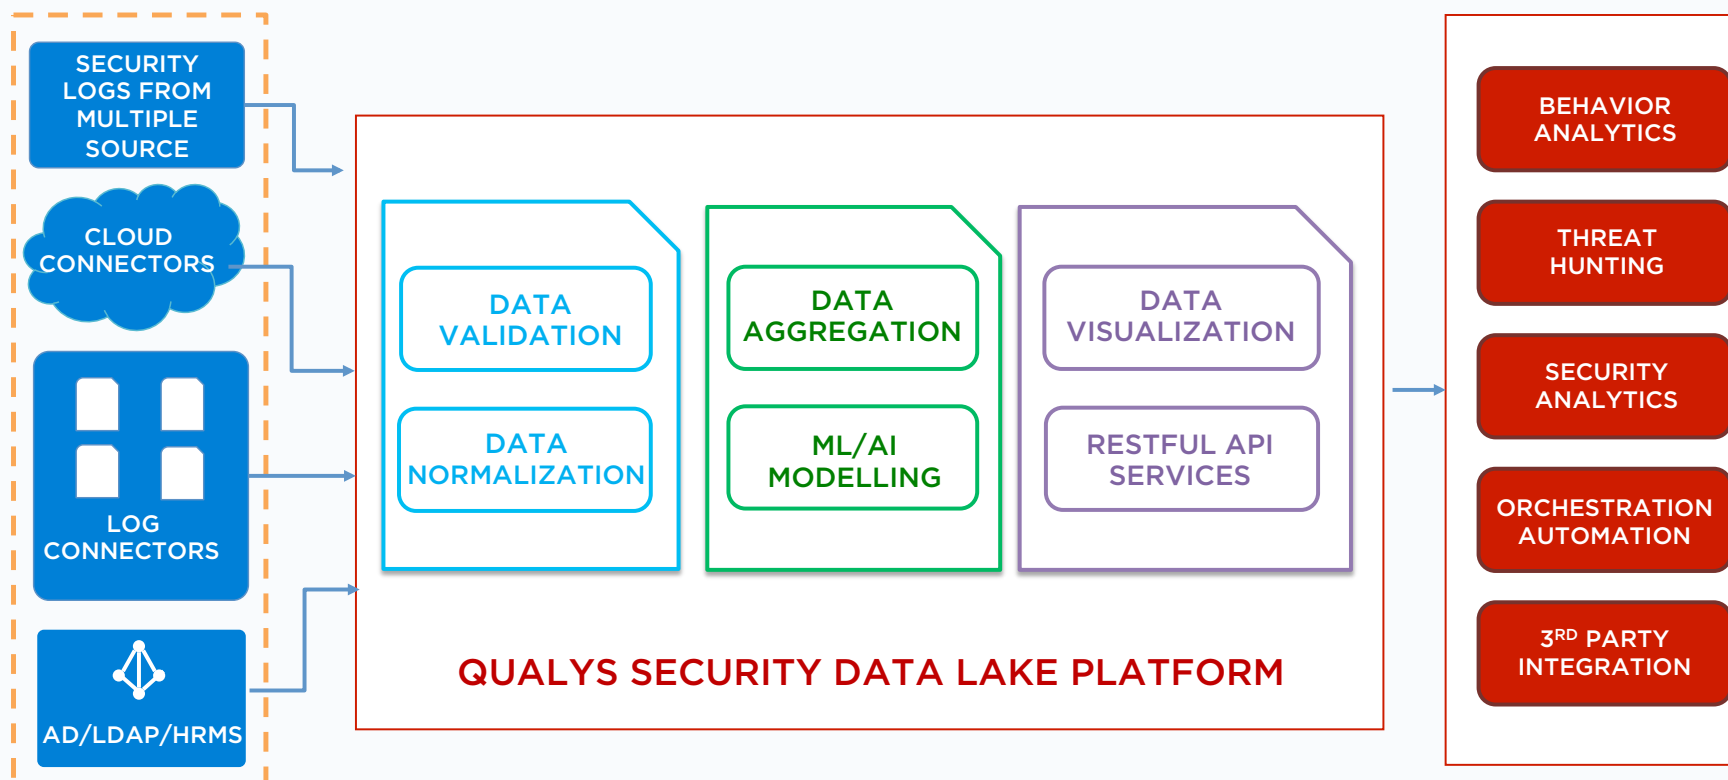 SECURITY
LOGS FROM
MULTIPLE
SOURCE
CLOUD
CONNECTORS
LOG
CONNECTORS
AD/LDAP/HRMS
DATA
VALIDATION
DATA
NORMALIZATION
DATA
AGGREGATION
ML/AI
MODELLING
DATA
VISUALIZATION
RESTFUL API
SERVICES
QUALYS SECURITY DATA LAKE PLATFORM
BEHAVIOR
ANALYTICS
THREAT
HUNTING
SECURITY
ANALYTICS
ORCHESTRATION
AUTOMATION
3RD PARTY
INTEGRATION